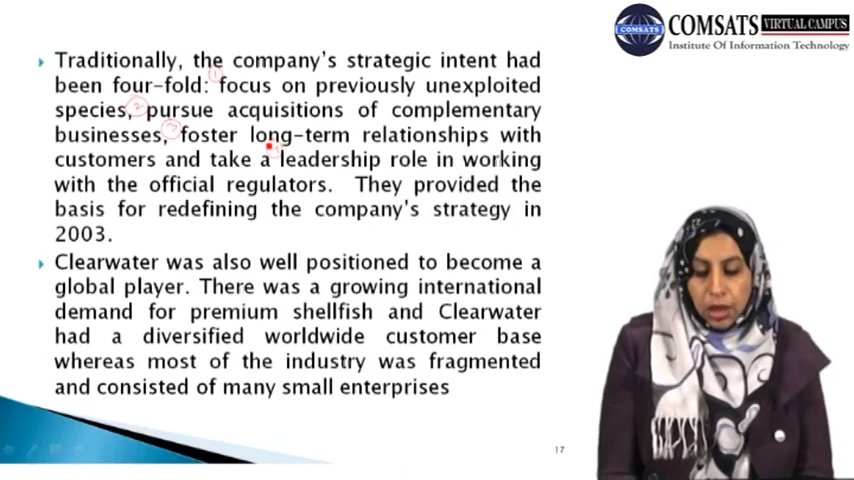 COMSATS VIRTUAL CAMPUS
COMSATS
Institute Of Information Technology
Traditionally, the company's strategic intent had
been four-fold: focus on previously unexploited
species, pursue acquisitions of complementary
businesses, foster long-term relationships with
customers and take a leadership role in working
with the official regulators. They provided the
basis for redefining the company's strategy in
2003.
Clearwater was also well positioned to become a
global player. There was a growing international
demand for premium shellfish and Clearwater
had a diversified worldwide customer base
whereas most of the industry was fragmented
and consisted of many small enterprises
17
1
2
3